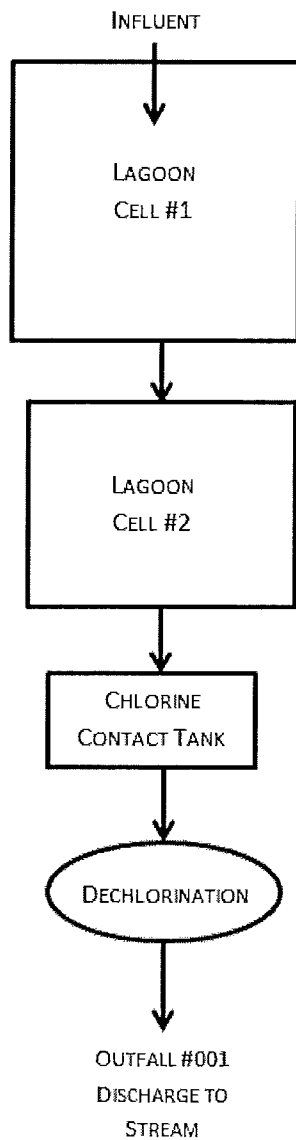 INFLUENT
LAGOON
CELL #1
LAGOON
CELL #2
CHLORINE
CONTACT TANK
DECHLORINATION
OUTFALL #001
DISCHARGE TO
STREAM